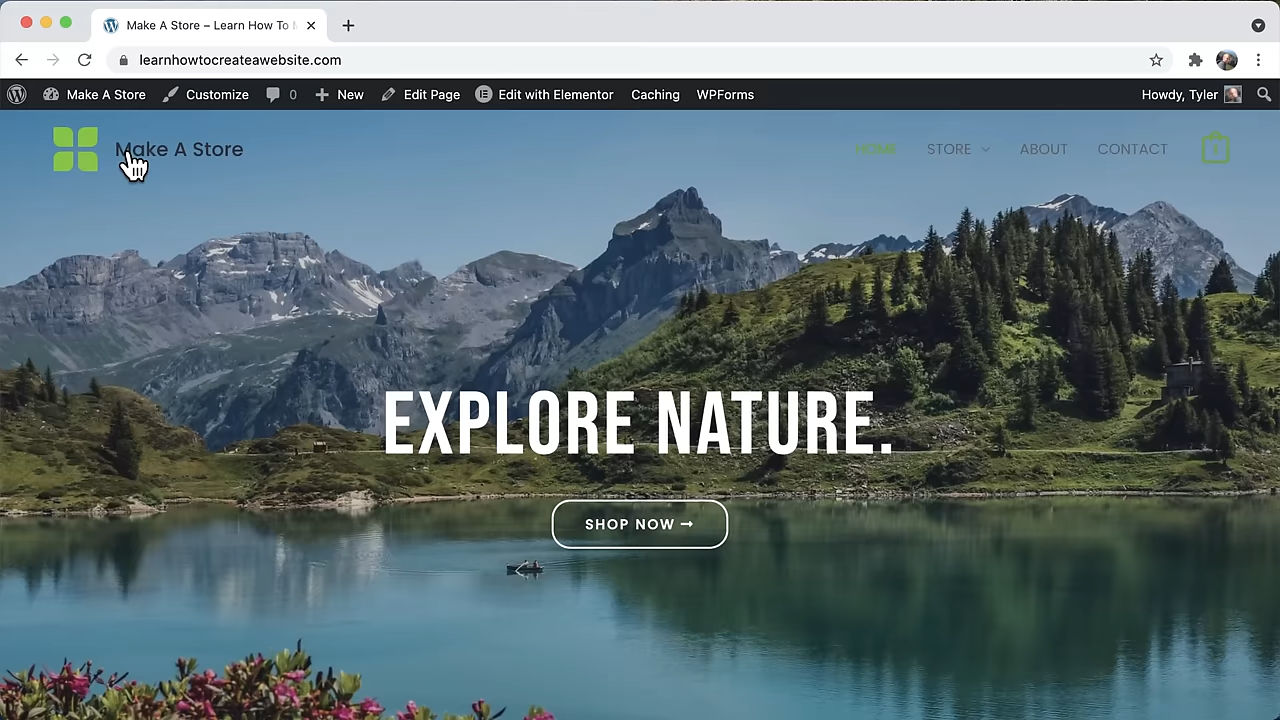 Make A Store – Learn How To
learnhowtocreateawebsite.com
Make A Store Customize 0 New Edit Page Edit with Elementor Caching WPForms Howdy, Tyler
Make A Store HOME STORE ABOUT CONTACT
EXPLORE NATURE.
SHOP NOW →